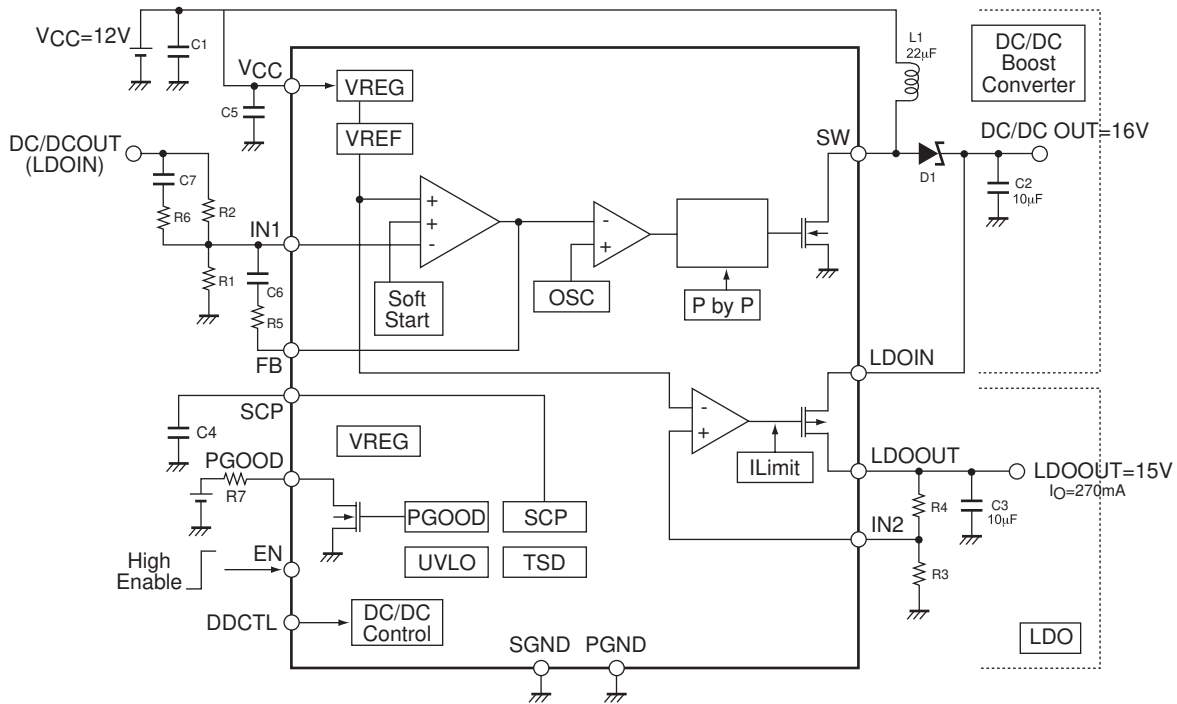 VCC=12V
C1
VCC
C5
VREG
VREF
L1
22μF
DC/DC
Boost
Converter
DC/DCOUT
(LDOIN)
C7
R6
R2
IN1
R1
C6
R5
FB
+
+
-
Soft
Start
-
+
OSC
P by P
SW
D1
DC/DC OUT=16V
C2
10μF
LDOIN
SCP
C4
VREG
-
+
ILimit
LDOOUT
LDOOUT=15V
IO=270mA
R4
C3
10μF
IN2
R3
PGOOD
R7
PGOOD
SCP
UVLO
TSD
High
Enable
EN
DDCTL
DC/DC
Control
SGND
PGND
LDO